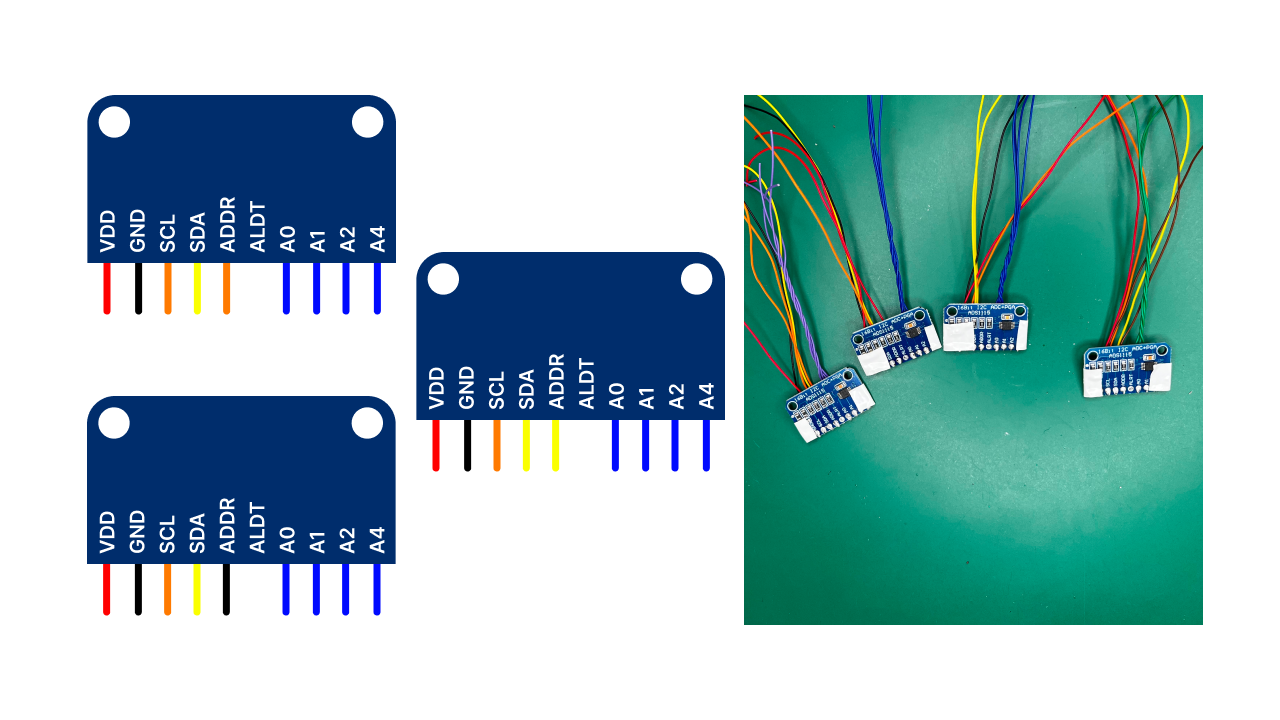 VDD GND SCL SDA ADDR ALDT A0 A1 A2 A4
VDD GND SCL SDA ADDR ALDT A0 A1 A2 A4
VDD GND SCL SDA ADDR ALDT A0 A1 A2 A4
16Bit I2C ADC+PGA
ADS1115
16Bit I2C ADC+PGA
ADS1115
16Bit I2C ADC+PGA
ADS1115
16Bit I2C ADC+PGA
ADS1115